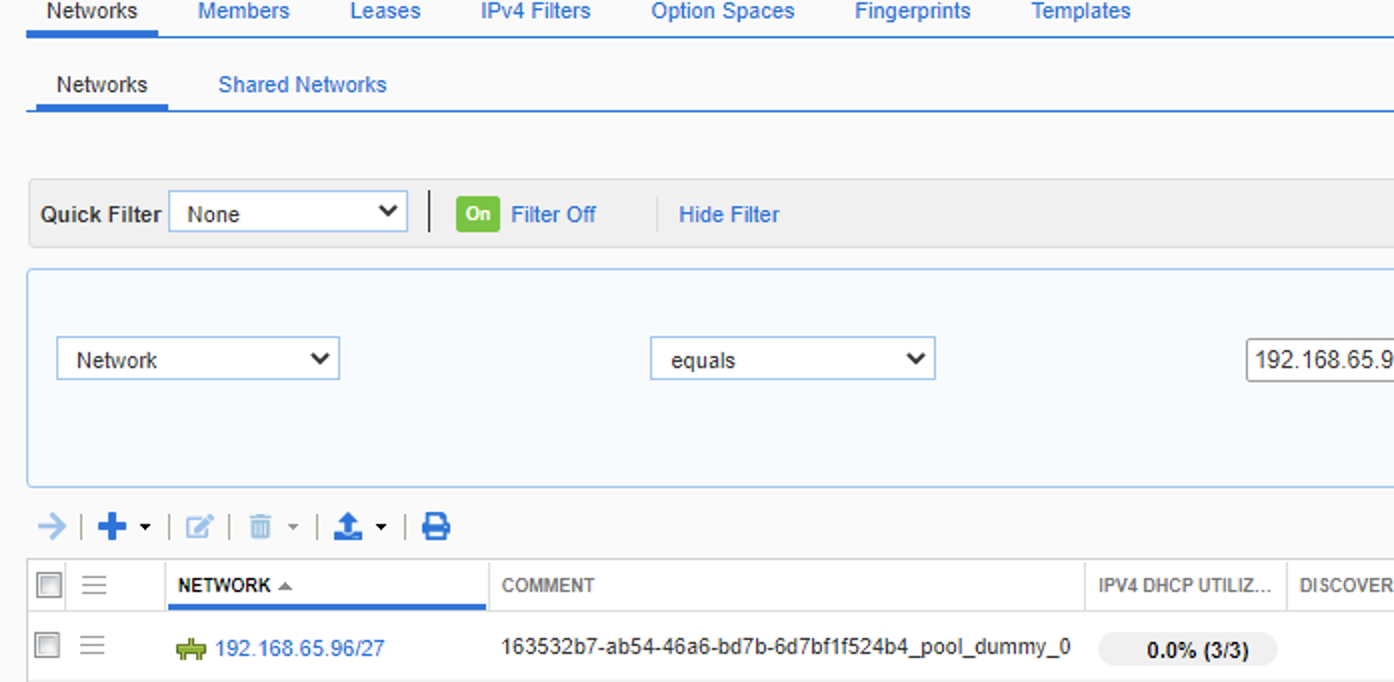 Networks Members Leases IPv4 Filters Option Spaces Fingerprints Templates
Networks Shared Networks
Quick Filter None On Filter Off Hide Filter
Network equals 192.168.65.9
NETWORK COMMENT IPV4 DHCP UTILIZ... DISCOVER
192.168.65.96/27 163532b7-ab54-46a6-bd7b-6d7bf1f524b4_pool_dummy_0 0.0% (3/3)